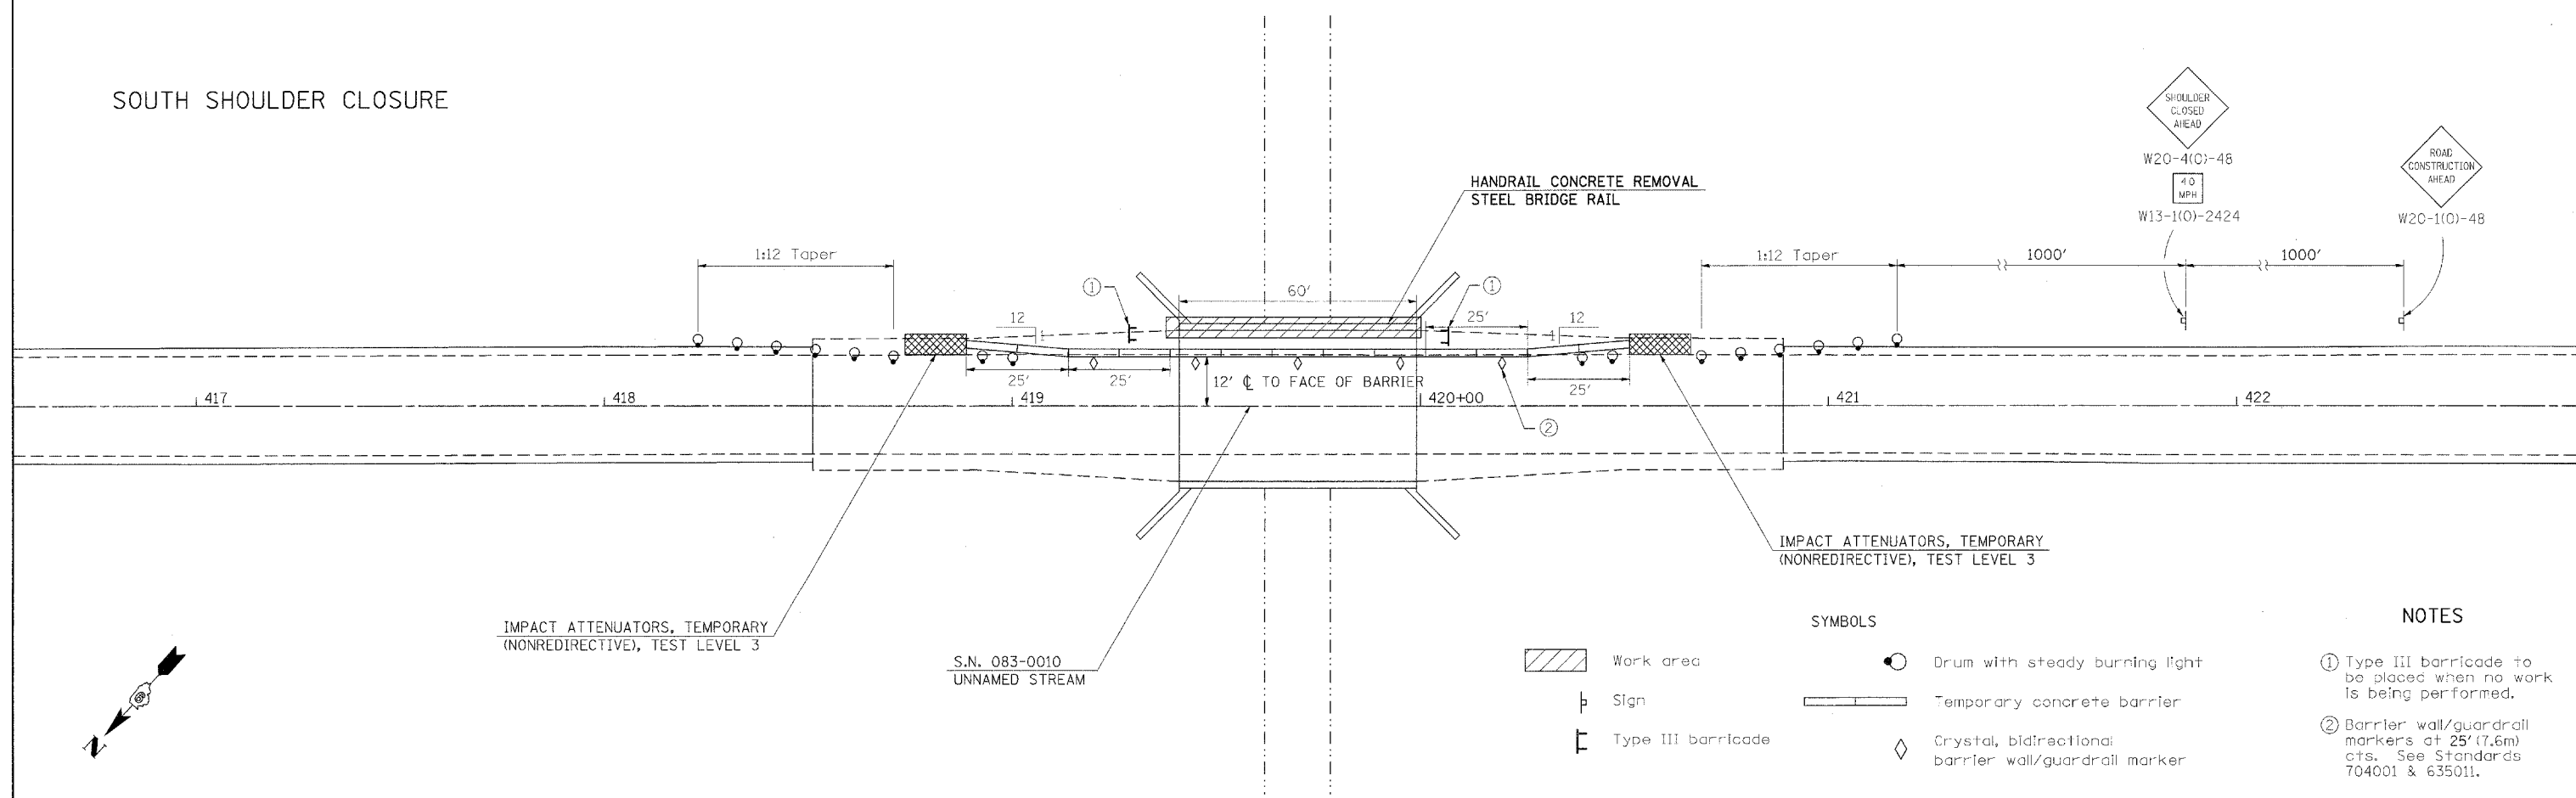 SOUTH SHOULDER CLOSURE
SHOULDER
CLOSED
AHEAD
W20-4(O)-48
40
MPH
W13-1(O)-2424
ROAD
CONSTRUCTION
AHEAD
W20-1(O)-48
HANDRAIL CONCRETE REMOVAL
STEEL BRIDGE RAIL
1:12 Taper
1:12 Taper
1000'
1000'
1
60'
1
12
1
25'
12
1
25'
25'
12' ℄ TO FACE OF BARRIER
25'
417
418
419
420+00
421
422
2
IMPACT ATTENUATORS, TEMPORARY
(NONREDIRECTIVE), TEST LEVEL 3
IMPACT ATTENUATORS, TEMPORARY
(NONREDIRECTIVE), TEST LEVEL 3
S.N. 083-0010
UNNAMED STREAM
N
SYMBOLS
Work area
Sign
Type III barricade
Drum with steady burning light
Temporary concrete barrier
Crystal, bidirectional
barrier wall/guardrail marker
NOTES
1 Type III barricade to
be placed when no work
is being performed.
2 Barrier wall/guardrail
markers at 25' (7.6m)
cts. See Standards
704001 & 635011.